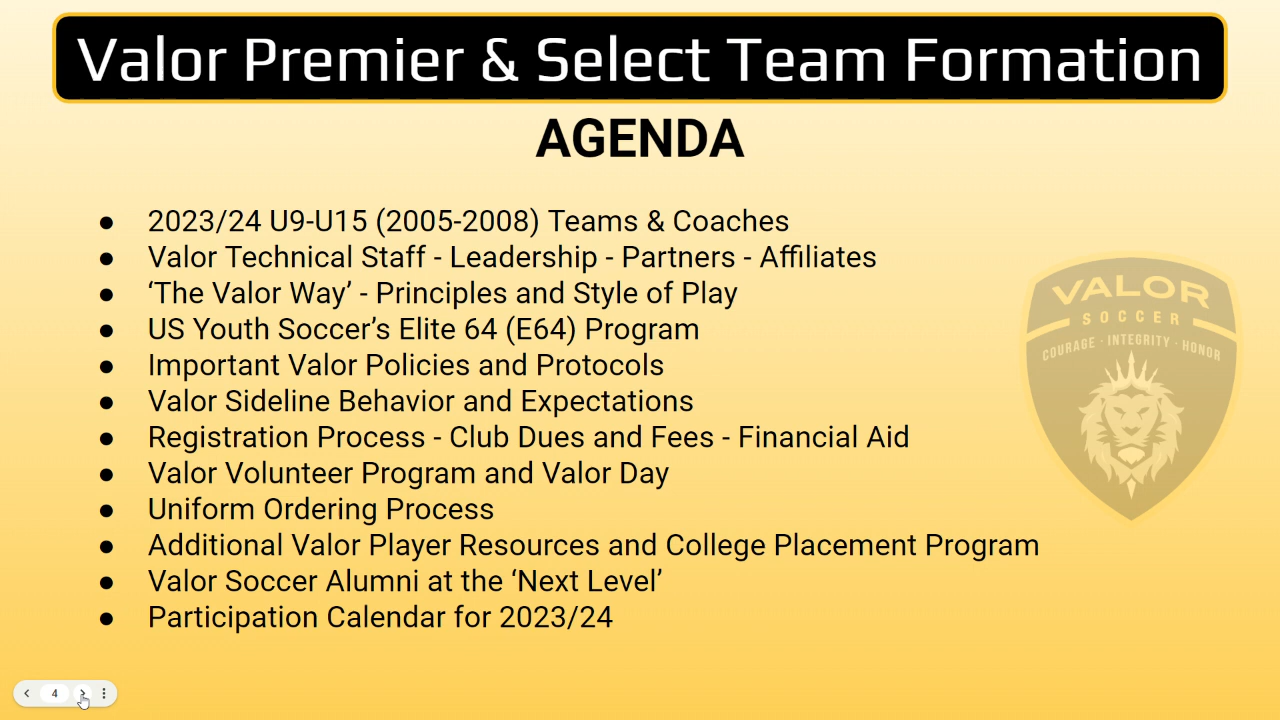 Valor Premier & Select Team Formation
AGENDA
● 2023/24 U9-U15 (2005-2008) Teams & Coaches
● Valor Technical Staff - Leadership - Partners - Affiliates
● ‘The Valor Way’ - Principles and Style of Play
● US Youth Soccer’s Elite 64 (E64) Program
● Important Valor Policies and Protocols
● Valor Sideline Behavior and Expectations
● Registration Process - Club Dues and Fees - Financial Aid
● Valor Volunteer Program and Valor Day
● Uniform Ordering Process
● Additional Valor Player Resources and College Placement Program
● Valor Soccer Alumni at the ‘Next Level’
● Participation Calendar for 2023/24
VALOR
SOCCER
COURAGE · INTEGRITY · HONOR
4